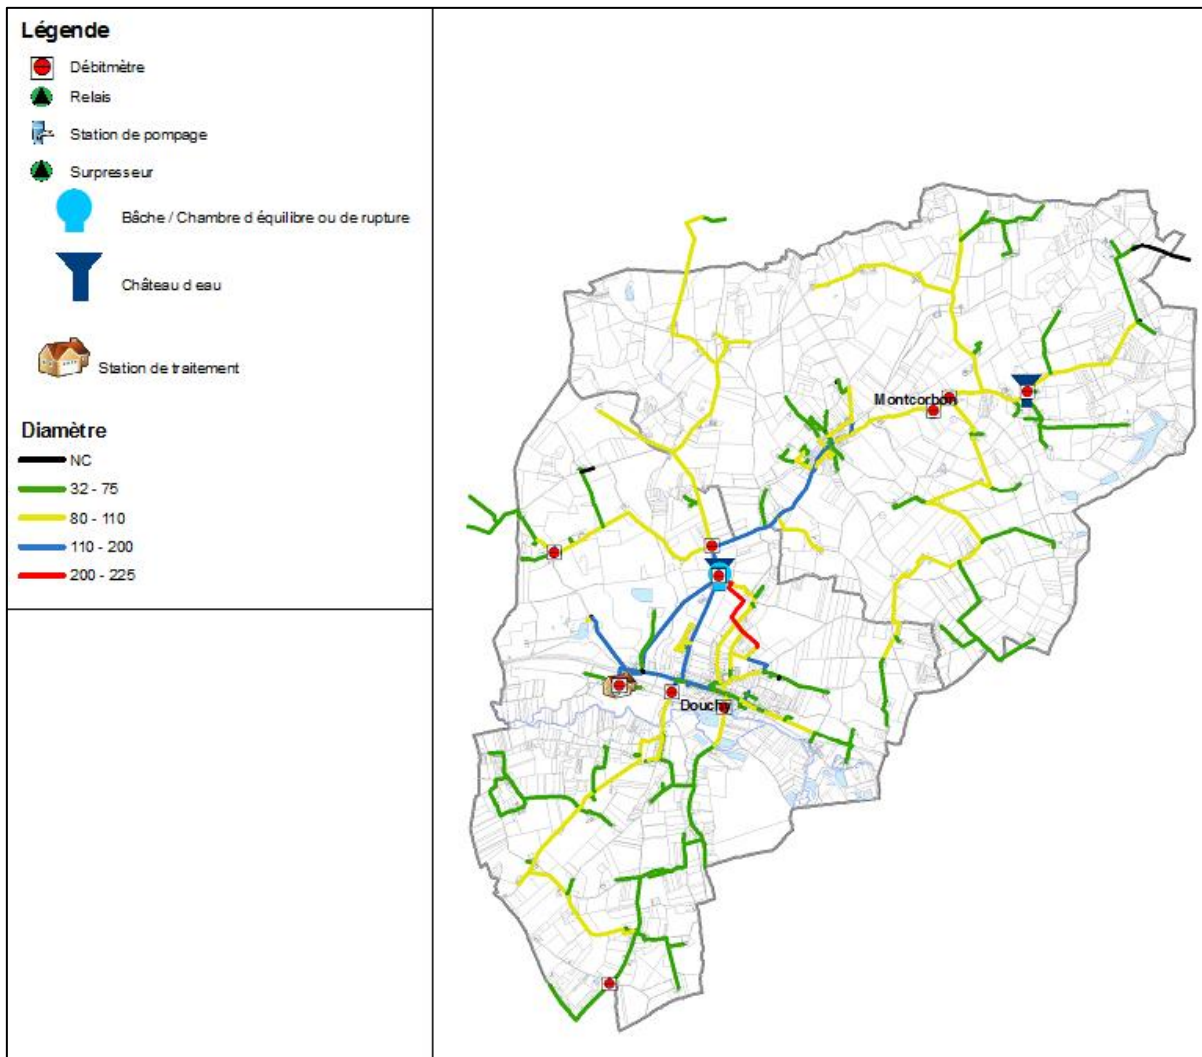 Légende
Débitmètre
Relais
Station de pompage
Surpresseur
Bâche / Chambre d équilibre ou de rupture
Château d eau
Station de traitement
Diamètre
NC
32 - 75
80 - 110
110 - 200
200 - 225
Montcorbon
Douchy